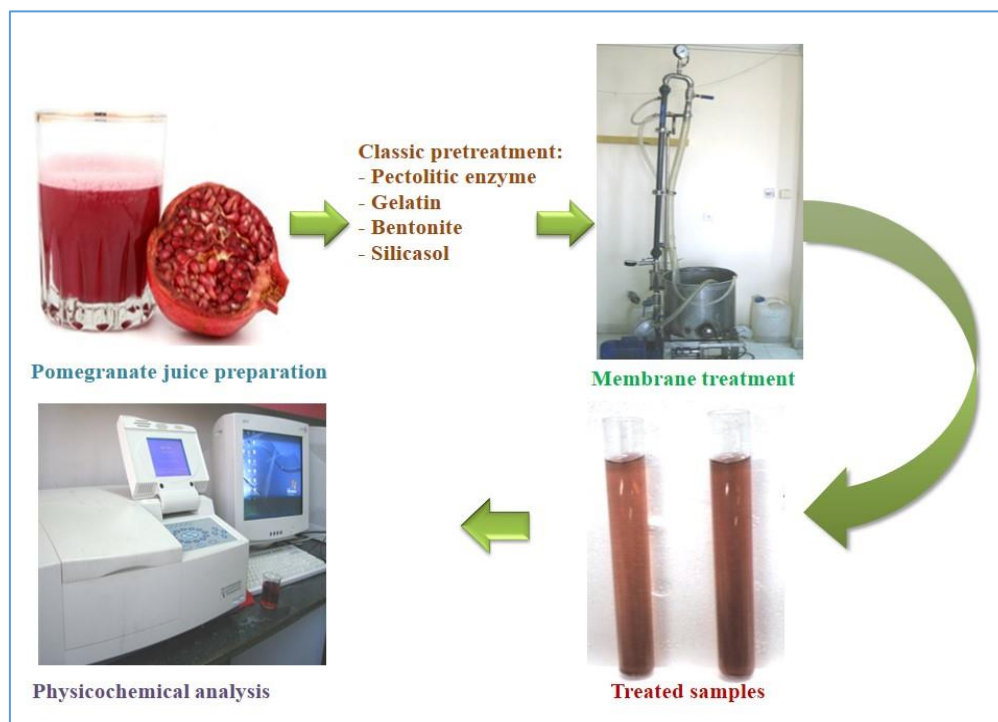 Classic pretreatment:
- Pectolitic enzyme
- Gelatin
- Bentonite
- Silicasol
Pomegranate juice preparation
Membrane treatment
Physicochemical analysis
Treated samples